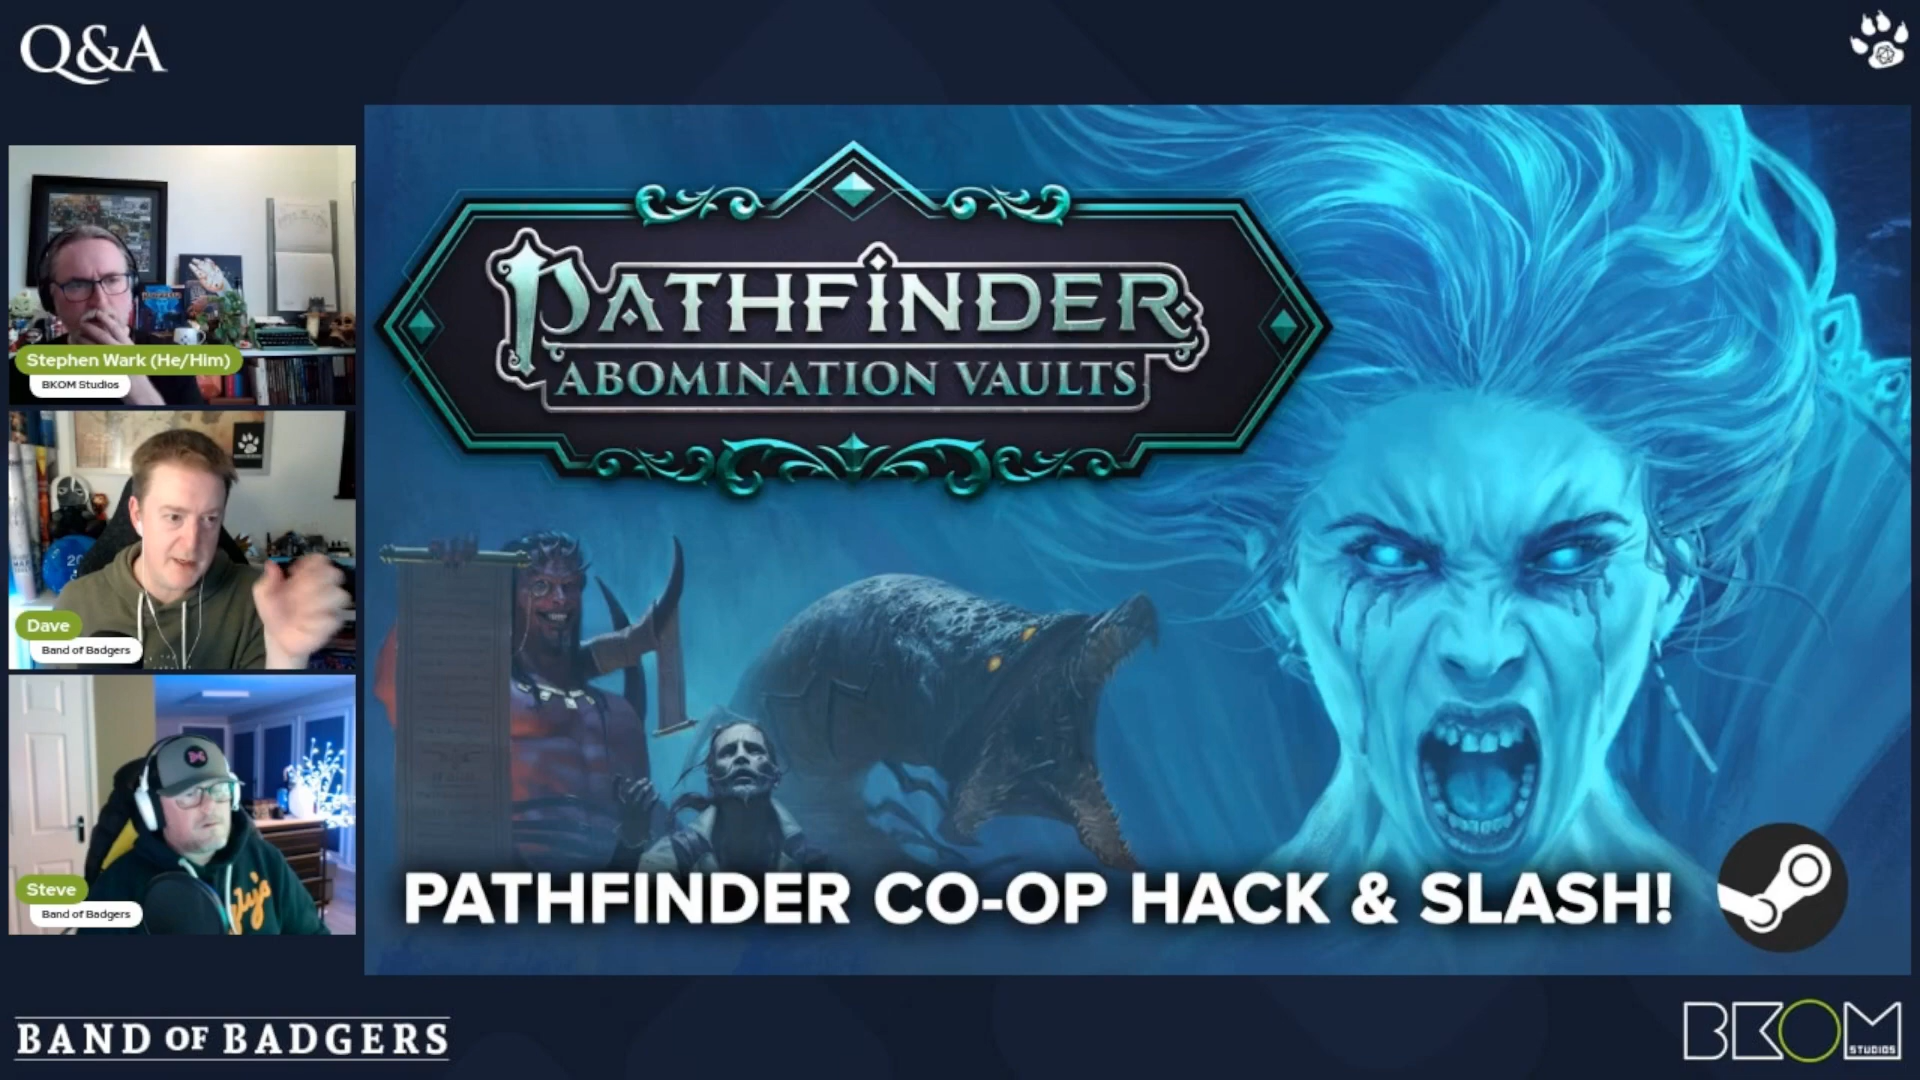 Q&A
Stephen Wark (He/Him)
BKOM Studios
Dave
Band of Badgers
Steve
Band of Badgers
PATHFINDER
ABOMINATION VAULTS
PATHFINDER CO-OP HACK & SLASH!
BAND OF BADGERS
BKOM
STUDIOS